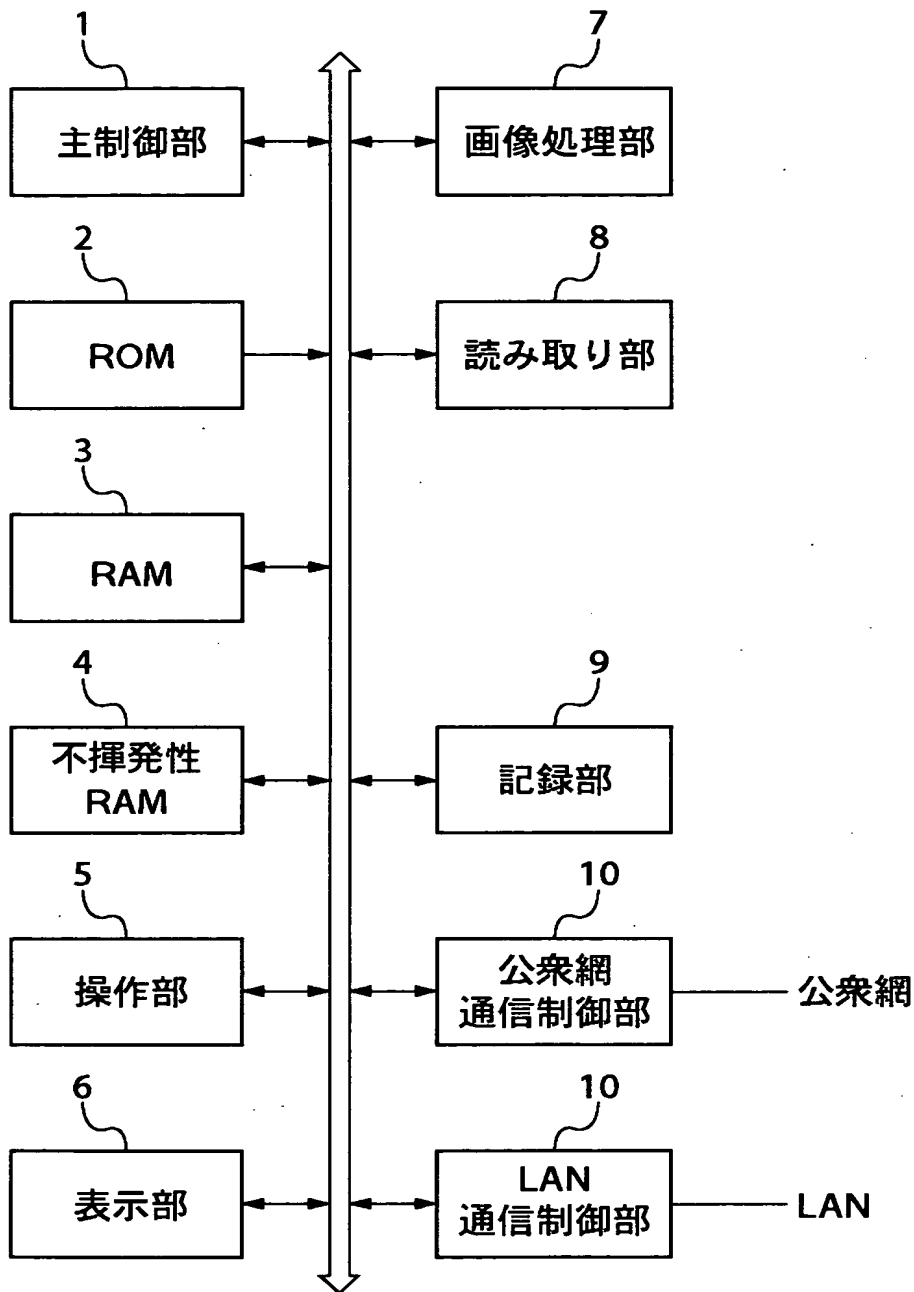 1
主制御部
2
ROM
3
RAM
4
不揮発性
RAM
5
操作部
6
表示部
7
画像処理部
8
読み取り部
9
記録部
10
公衆網
通信制御部
公衆網
10
LAN
通信制御部
LAN